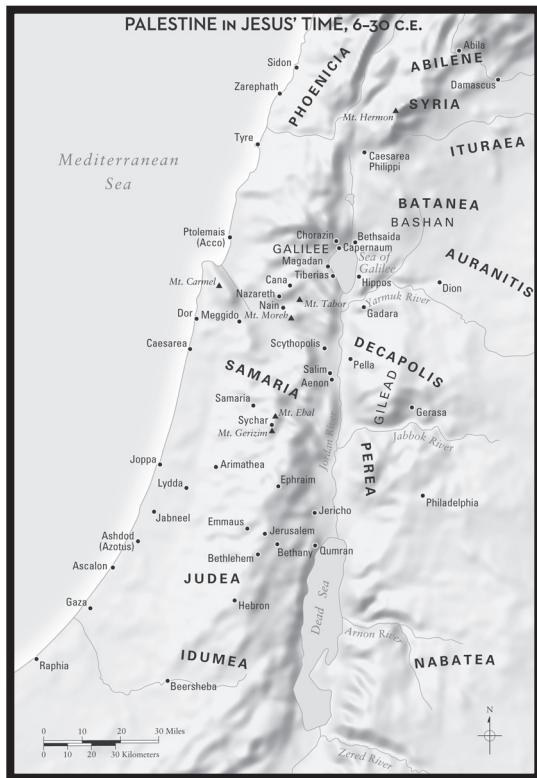 PALESTINE IN JESUS' TIME, 6–30 C.E.
Abila
ABILENE
Sidon
Damascus
Zarephath
PHOENICIA
SYRIA
Mt. Hermon
Tyre
ITURAEA
Caesarea
Philippi
Mediterranean
Sea
BATANEA
BASHAN
Ptolemais
(Acco)
Chorazin
Bethsaida
GALILEE
Capernaum
Magadan
Sea of
Galilee
AURANITIS
Tiberias
Mt. Carmel
Cana
Hippos
Dion
Nazareth
Mt. Tabor
Yarmuk River
Nain
Gadara
Dor
Meggido
Mt. Moreh
Caesarea
Scythopolis
DECAPOLIS
Pella
SAMARIA
Salim
Aenon
GILEAD
Samaria
Mt. Ebal
Gerasa
Sychar
Mt. Gerizim
Jordan River
Jabbok River
PEREA
Joppa
Arimathea
Lydda
Ephraim
Philadelphia
Jabneel
Jericho
Emmaus
Jerusalem
Ashdod
(Azotus)
Bethany
Qumran
Bethlehem
Ascalon
JUDEA
Gaza
Hebron
Dead Sea
Arnon River
IDUMEA
NABATEA
Raphia
Beersheba
N
0 10 20 30 Miles
0 10 20 30 Kilometers
Zered River